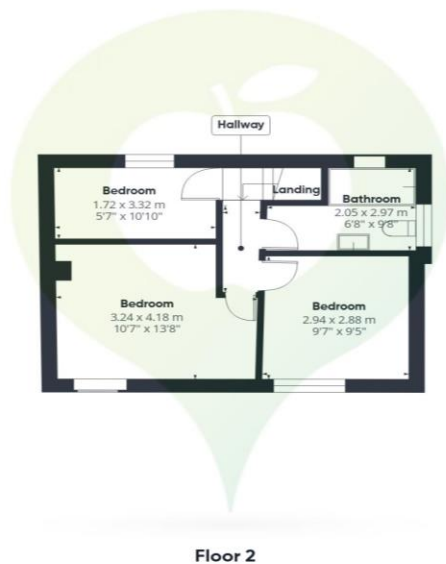 Hallway
Bedroom
1.72 x 3.32 m
5'7" x 10'10"
Landing
Bathroom
2.05 x 2.97 m
6'8" x 9'8"
Bedroom
3.24 x 4.18 m
10'7" x 13'8"
Bedroom
2.94 x 2.88 m
9'7" x 9'5"
Floor 2